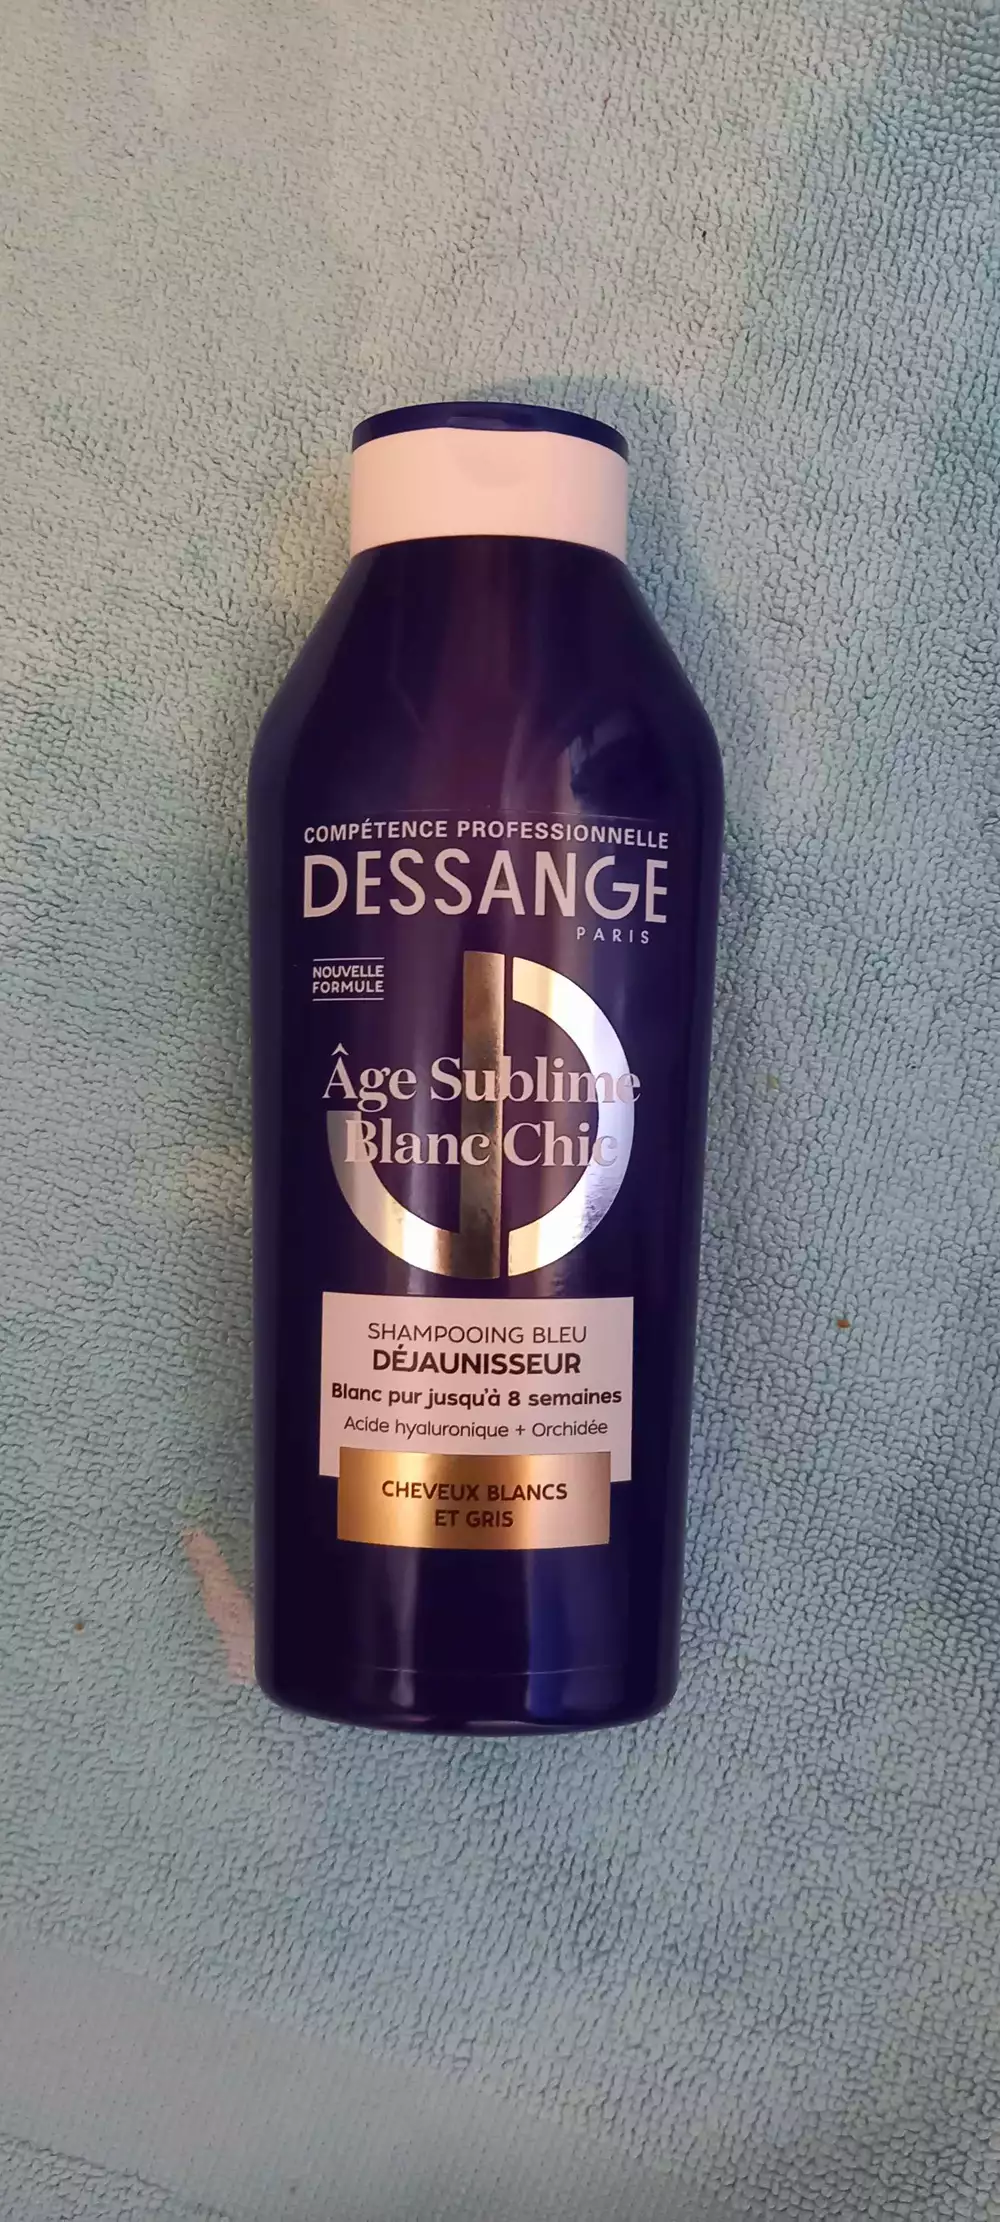 COMPÉTENCE PROFESSIONNELLE
DESSANGE
PARIS
NOUVELLE
FORMULE
Âge Sublime
Blanc Chic
SHAMPOOING BLEU
DÉJAUNISSEUR
Blanc pur jusqu'à 8 semaines
Acide hyaluronique + Orchidée
CHEVEUX BLANCS
ET GRIS